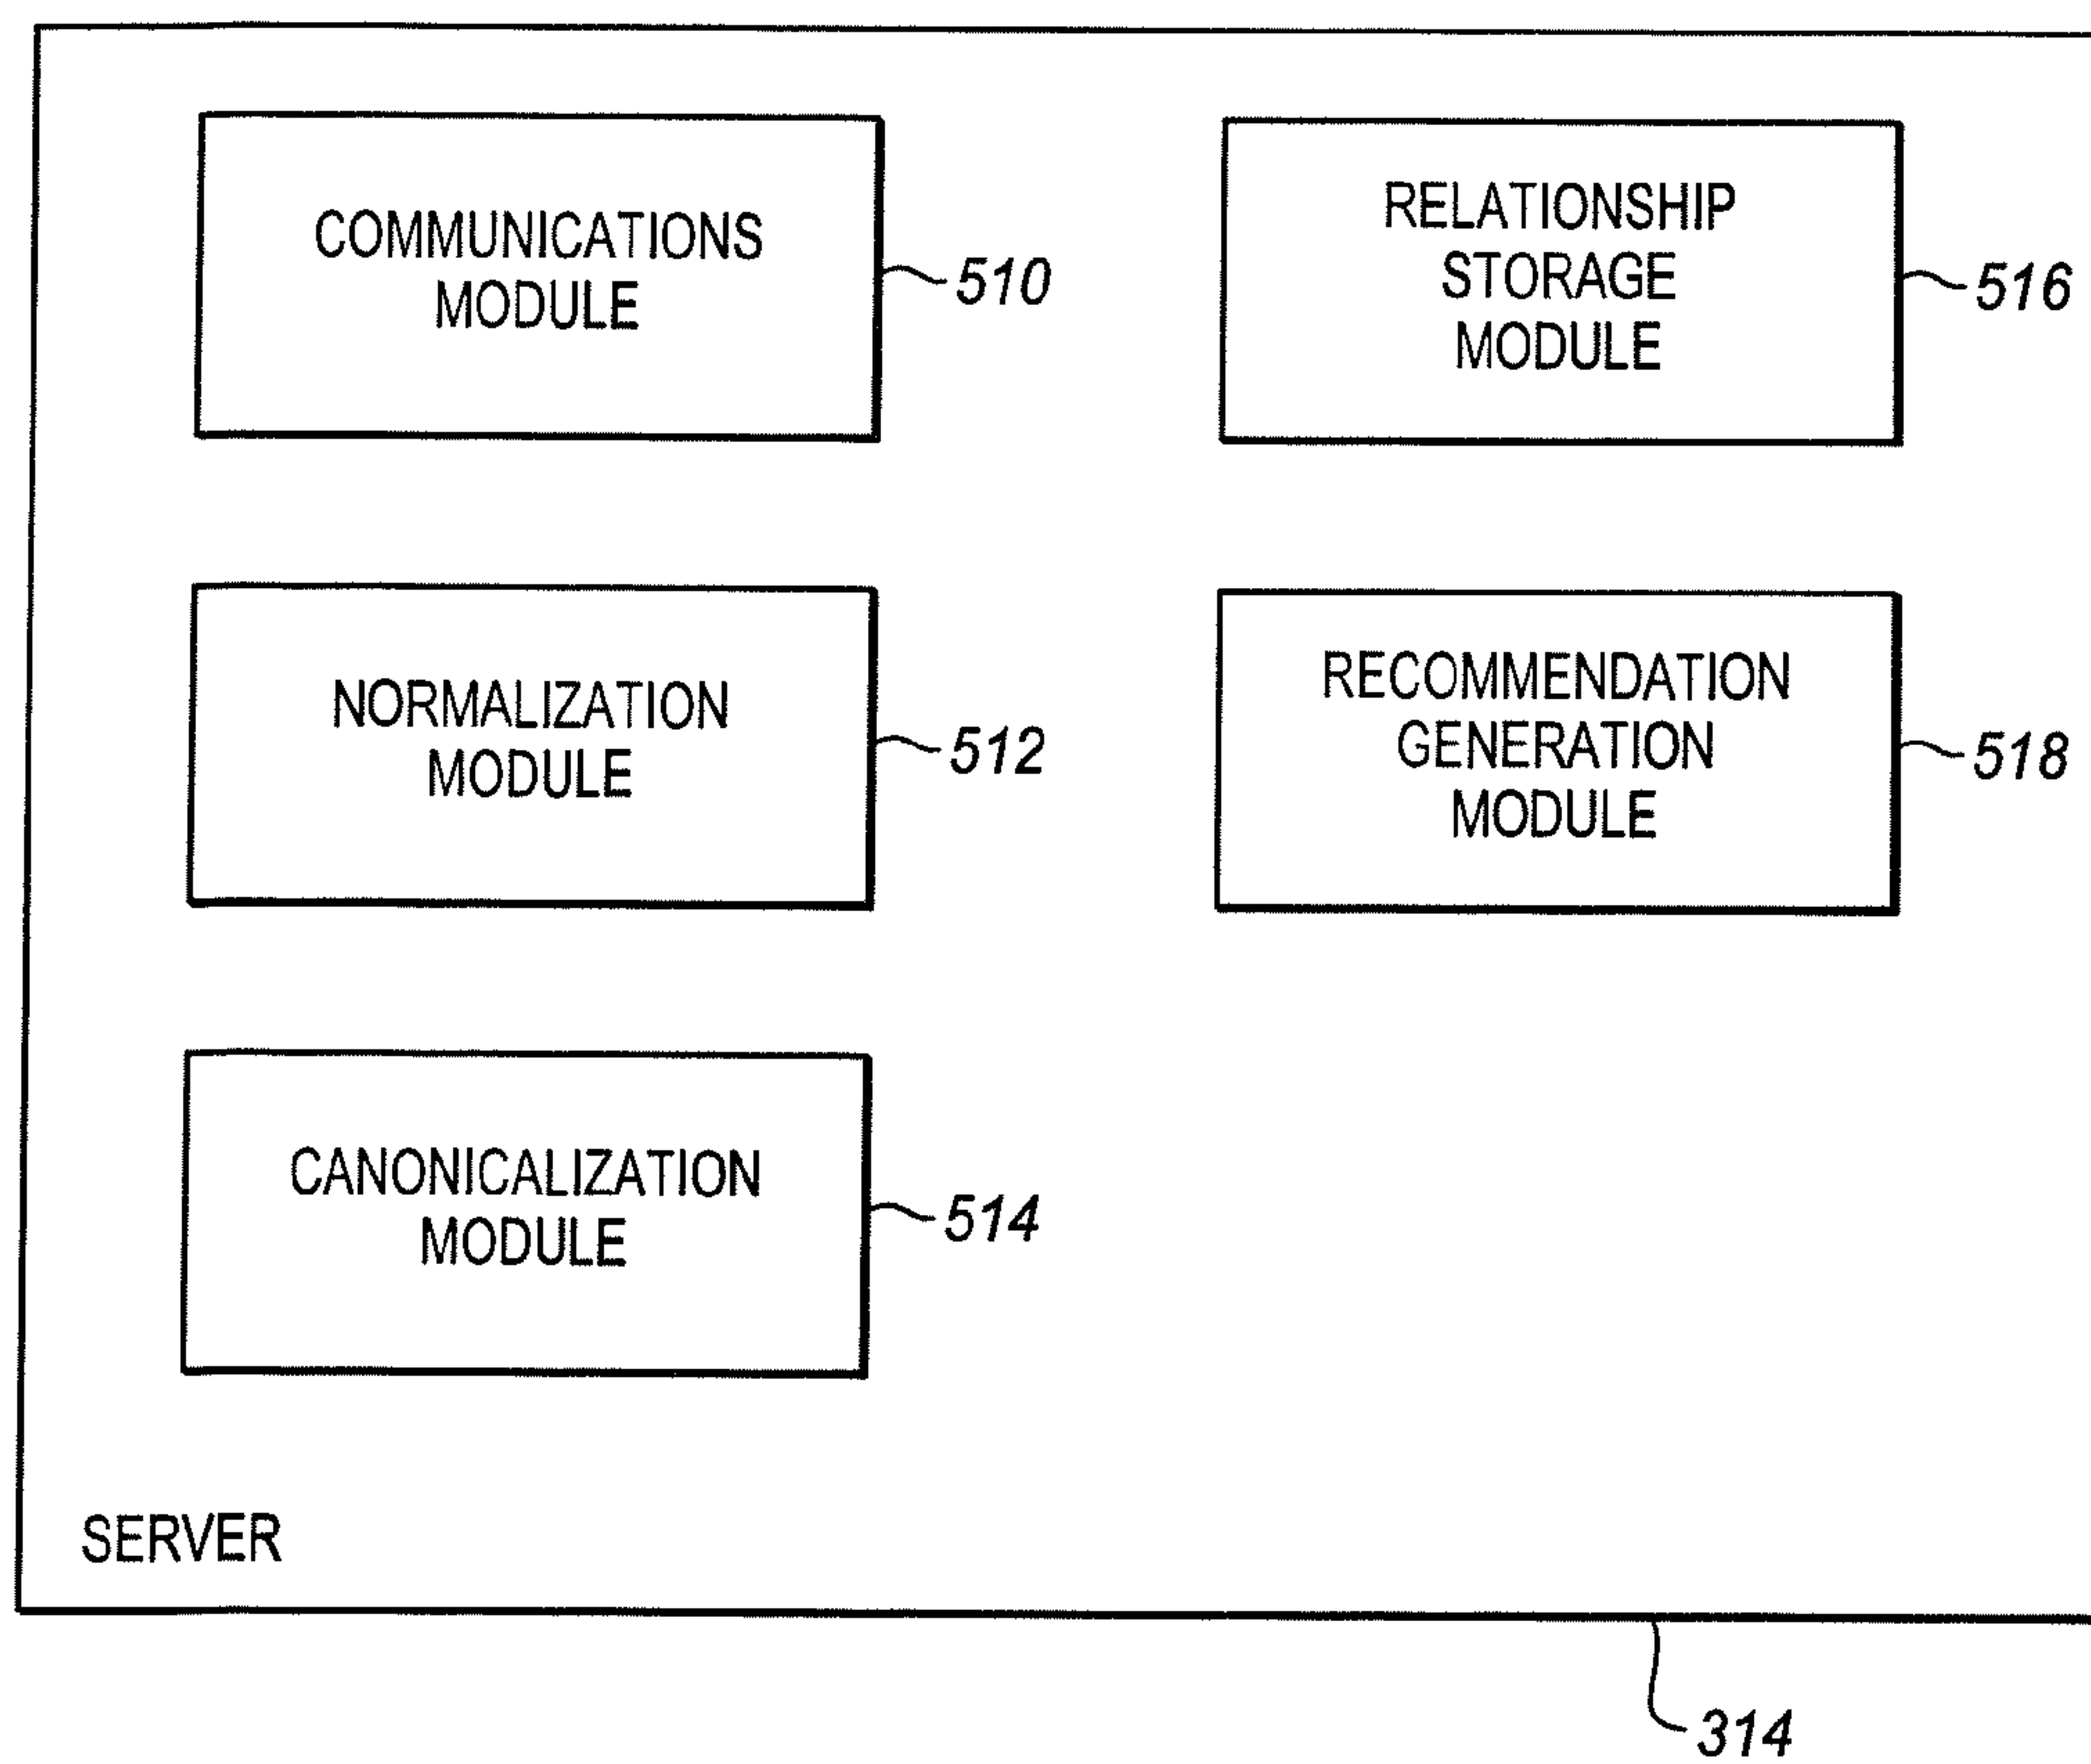 COMMUNICATIONS
MODULE
510
RELATIONSHIP
STORAGE
MODULE
516
NORMALIZATION
MODULE
512
RECOMMENDATION
GENERATION
MODULE
518
CANONICALIZATION
MODULE
514
SERVER
314